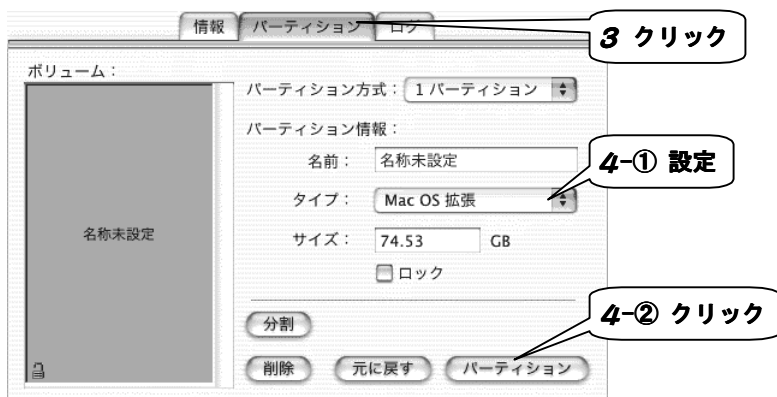 情報 パーティション ログ
3 クリック
ボリューム：
パーティション方式： 1 パーティション
パーティション情報：
名前： 名称未設定
4-① 設定
タイプ： Mac OS 拡張
名称未設定
サイズ： 74.53 GB
ロック
4-② クリック
分割
削除 元に戻す パーティション